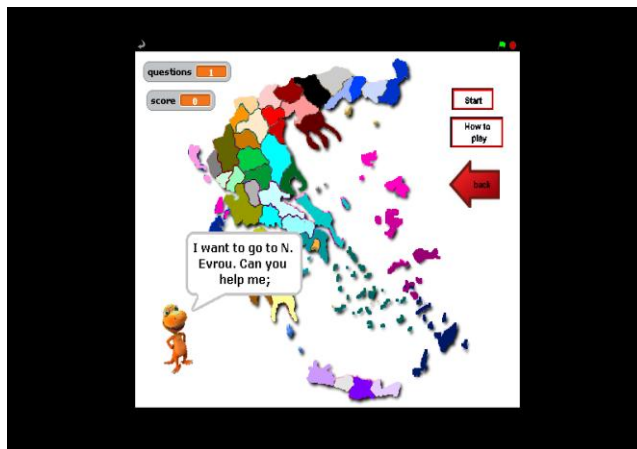 questions 1
score 0
Start
How to
play
back
I want to go to N.
Evrou. Can you
help me;